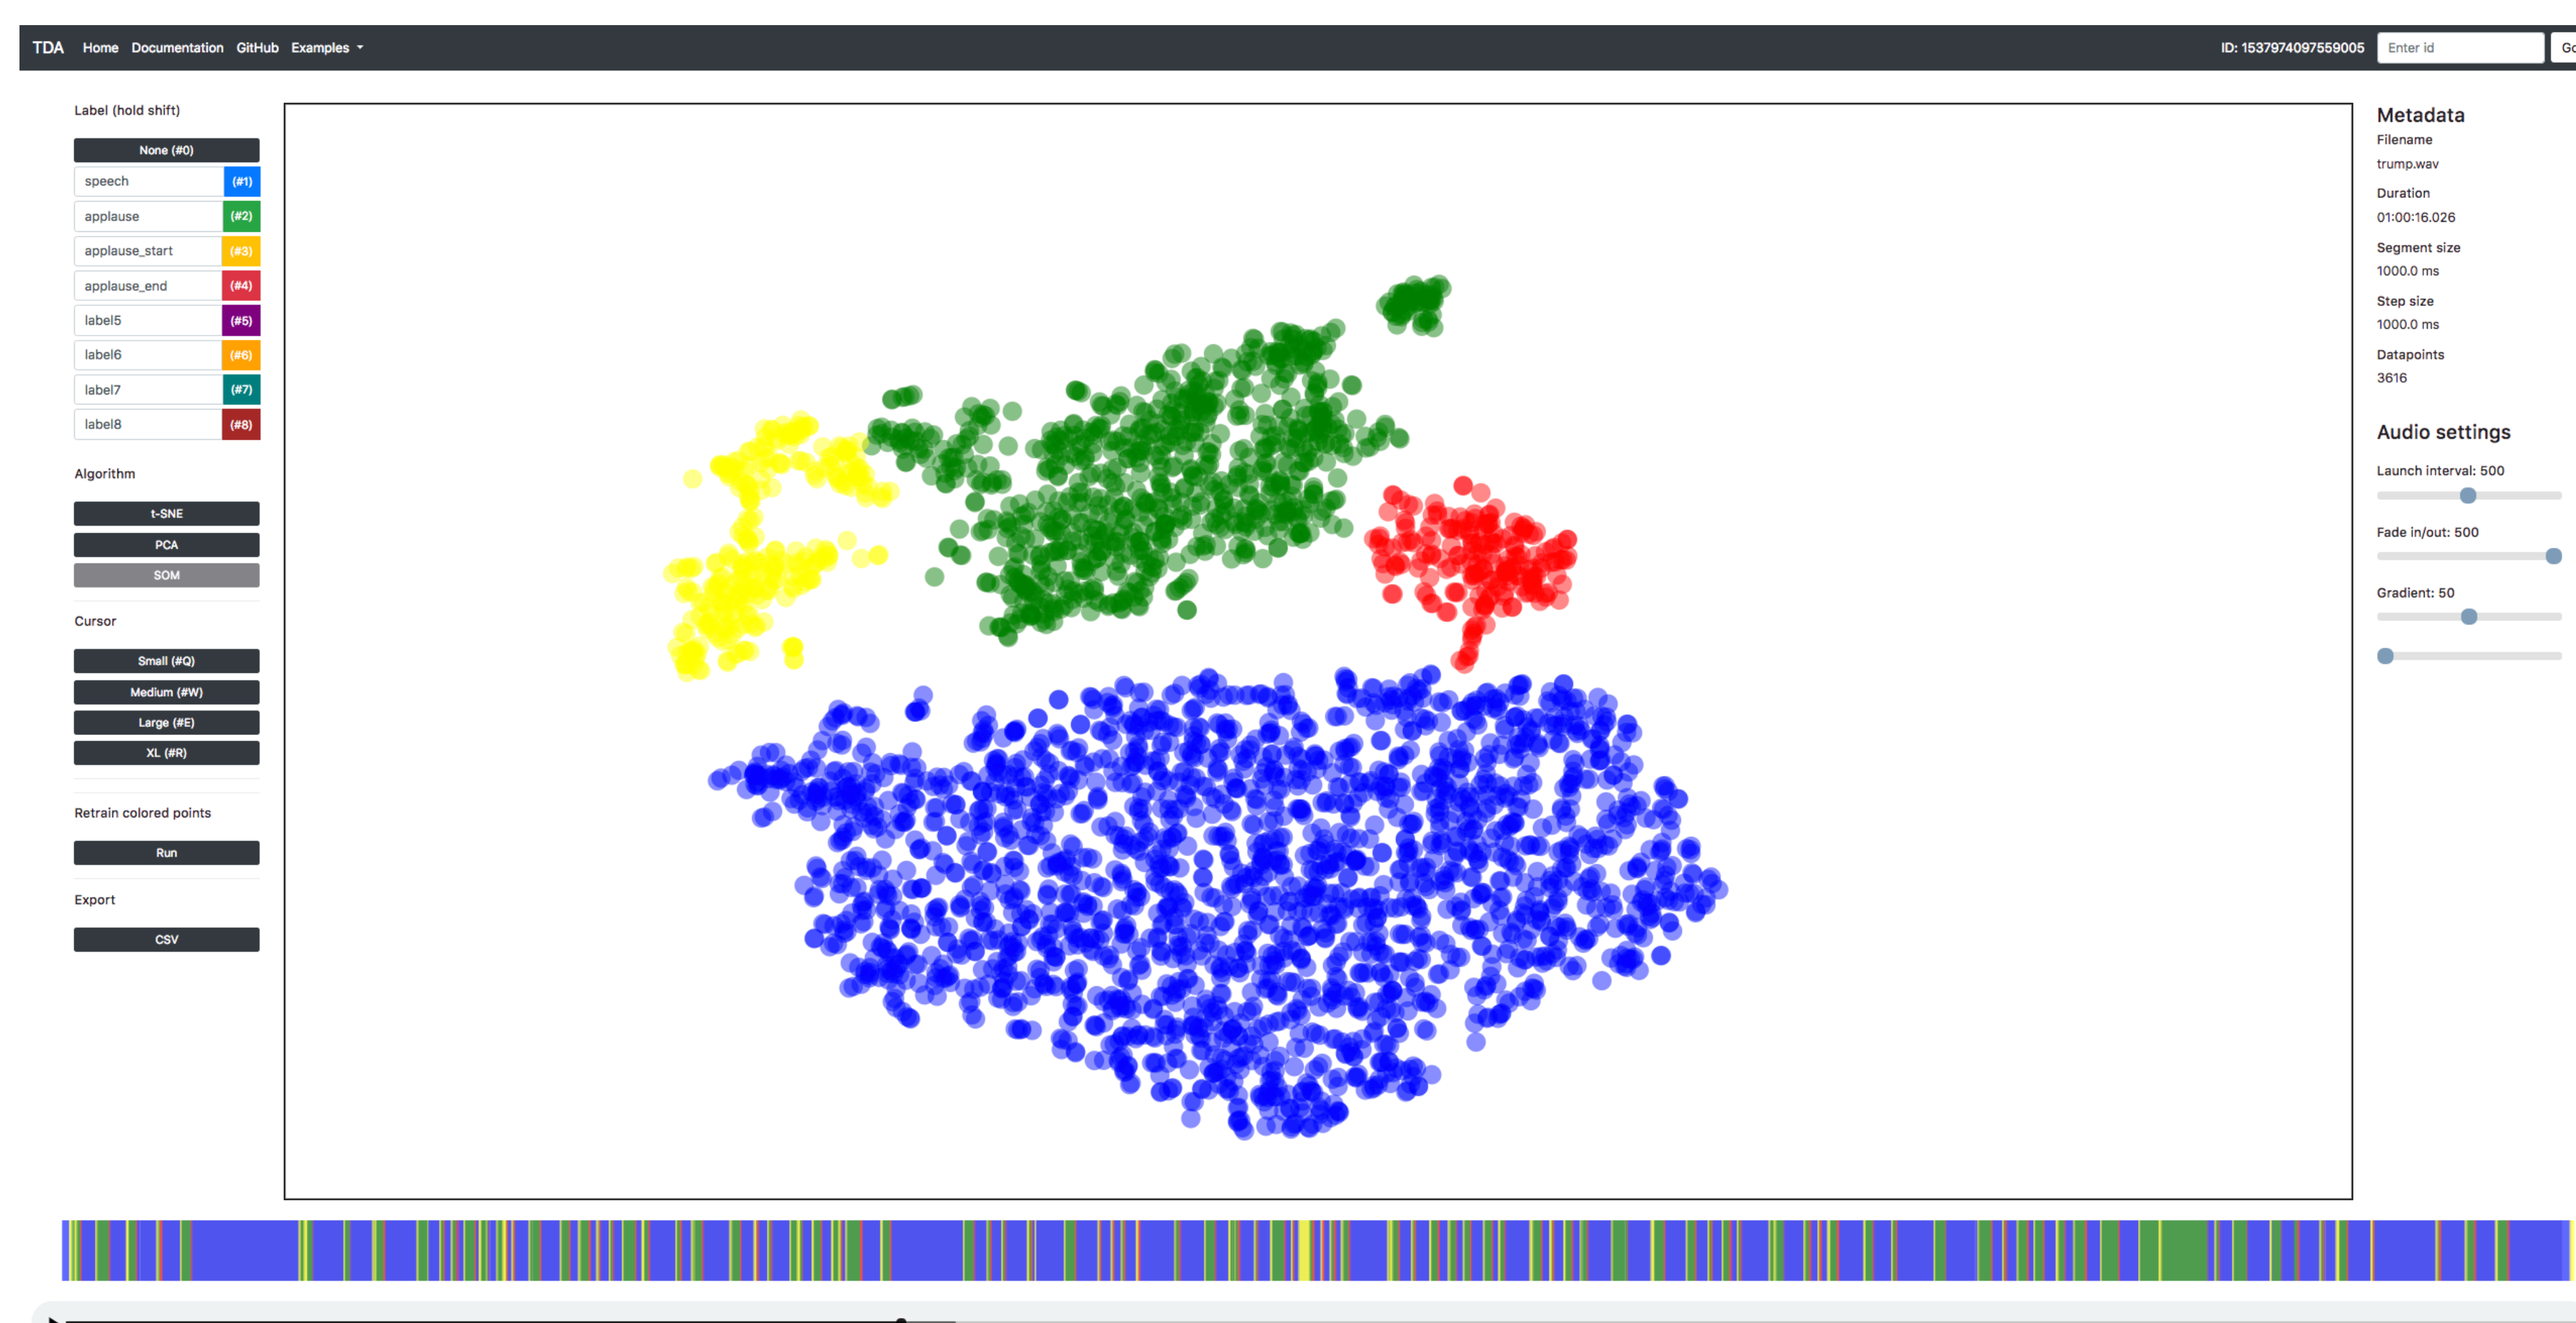 TDA Home Documentation GitHub Examples
ID: 1537974097559005 Enter id
Label (hold shift)
None (#0)
speech (#1)
applause (#2)
applause_start (#3)
applause_end (#4)
label5 (#5)
label6 (#6)
label7 (#7)
label8 (#8)
Algorithm
t-SNE
PCA
SOM
Cursor
Small (#Q)
Medium (#W)
Large (#E)
XL (#R)
Retrain colored points
Run
Export
CSV
Metadata
Filename
trump.wav
Duration
01:00:16.026
Segment size
1000.0 ms
Step size
1000.0 ms
Datapoints
3616
Audio settings
Launch interval: 500
Fade in/out: 500
Gradient: 50